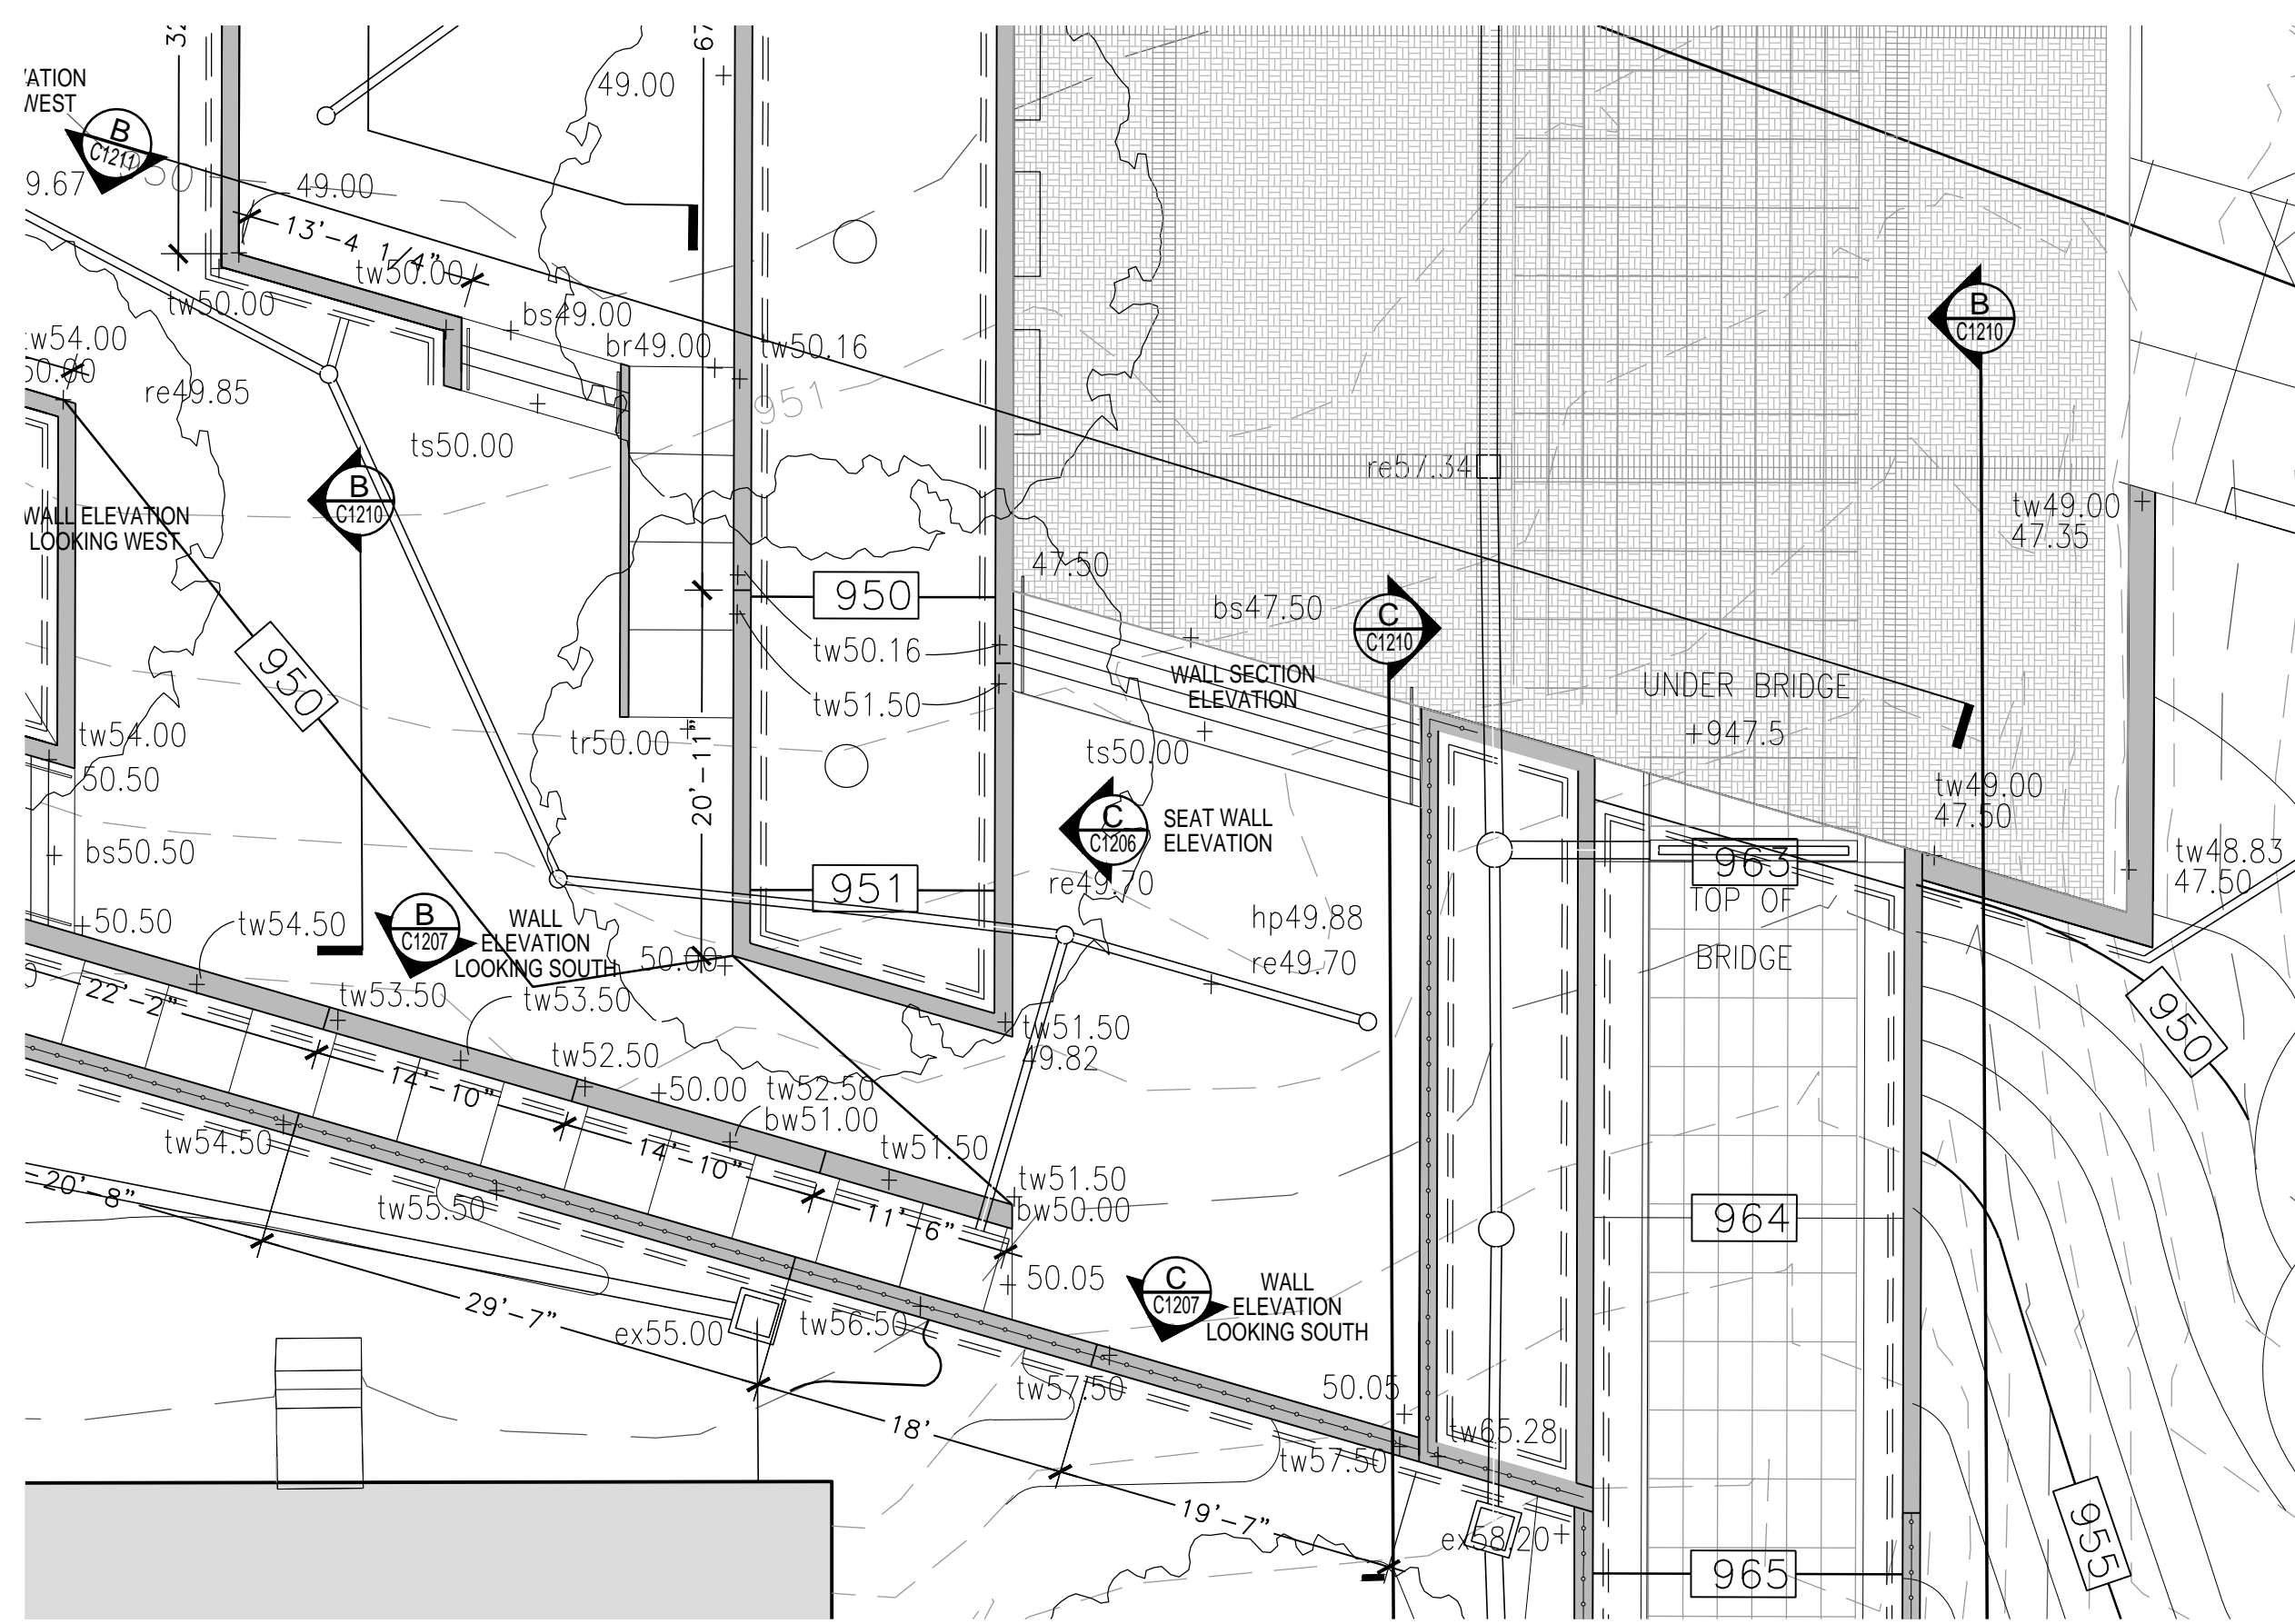 67
49.00
'ATION
WEST
B
C1211
950
9.67
49.00
13'-4 1/4"
tw50.00
tw50.00
bs49.00
br49.00
tw50.16
tw54.00
50.00
re49.85
951
ts50.00
B
C1210
B
C1210
re57.34
tw49.00
47.35
WALL ELEVATION
LOOKING WEST
47.50
950
bs47.50
C
C1210
tw50.16
950
tw51.50
WALL SECTION
ELEVATION
UNDER BRIDGE
+947.5
tr50.00
20'-11"
ts50.00
tw54.00
50.50
tw49.00
47.50
C
C1206
SEAT WALL
ELEVATION
bs50.50
951
re49.70
963
TOP OF
BRIDGE
tw48.83
47.50
50.50
tw54.50
B
C1207
WALL
ELEVATION
LOOKING SOUTH
50.00
hp49.88
re49.70
22'-2"
tw53.50
tw53.50
tw51.50
49.82
950
14'-10"
tw52.50
50.00
tw52.50
bw51.00
tw54.50
14'-10"
tw51.50
tw51.50
bw50.00
20'-8"
tw55.50
11'-6"
964
50.05
C
C1207
WALL
ELEVATION
LOOKING SOUTH
29'-7"
ex55.00
tw56.50
tw57.50
50.05
18'
tw65.28
tw57.50
19'-7"
ex58.20
955
965